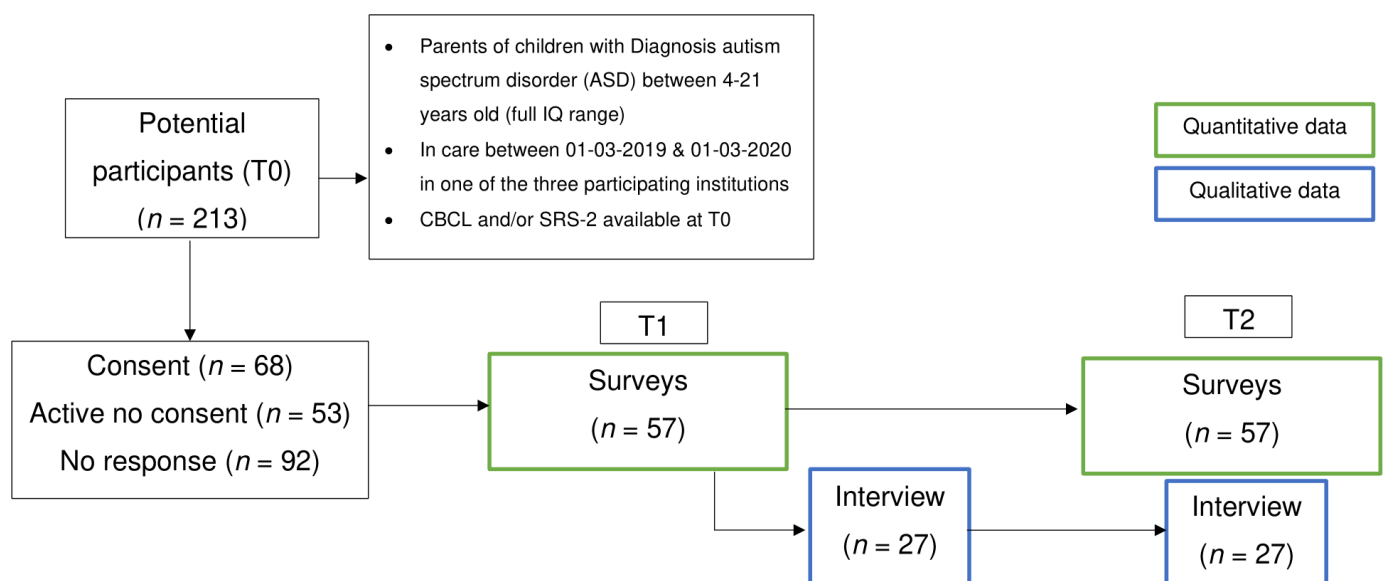 Potential
participants (T0)
(n = 213)
• Parents of children with Diagnosis autism
spectrum disorder (ASD) between 4-21
years old (full IQ range)
• In care between 01-03-2019 & 01-03-2020
in one of the three participating institutions
• CBCL and/or SRS-2 available at T0
Quantitative data
Qualitative data
Consent (n = 68)
Active no consent (n = 53)
No response (n = 92)
T1
Surveys
(n = 57)
Interview
(n = 27)
T2
Surveys
(n = 57)
Interview
(n = 27)